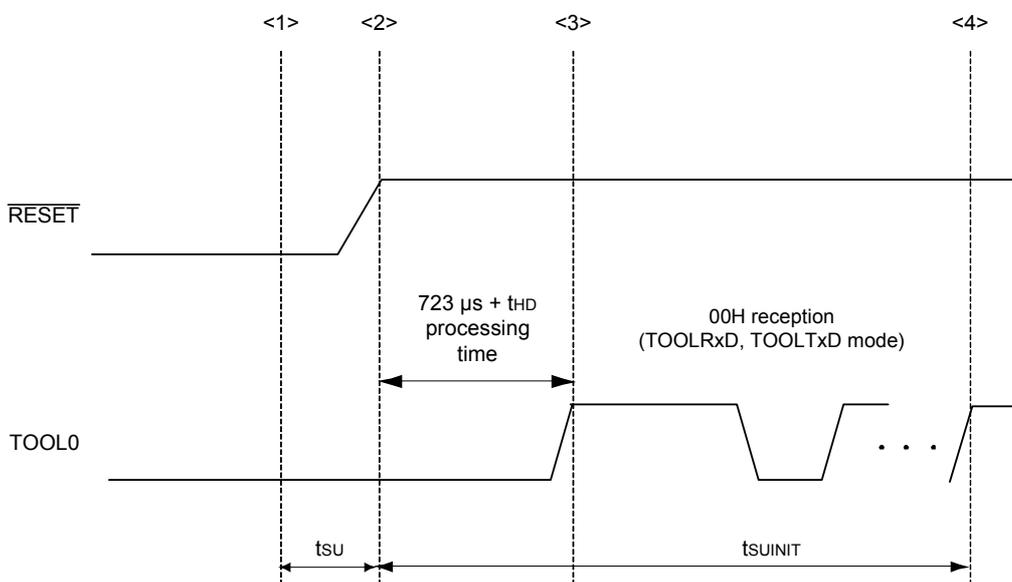 <1> <2> <3> <4>
RESET
723 µs + tHD
processing
time
00H reception
(TOOLRxD, TOOLTxD mode)
TOOL0
. . .
tSU tSUINIT